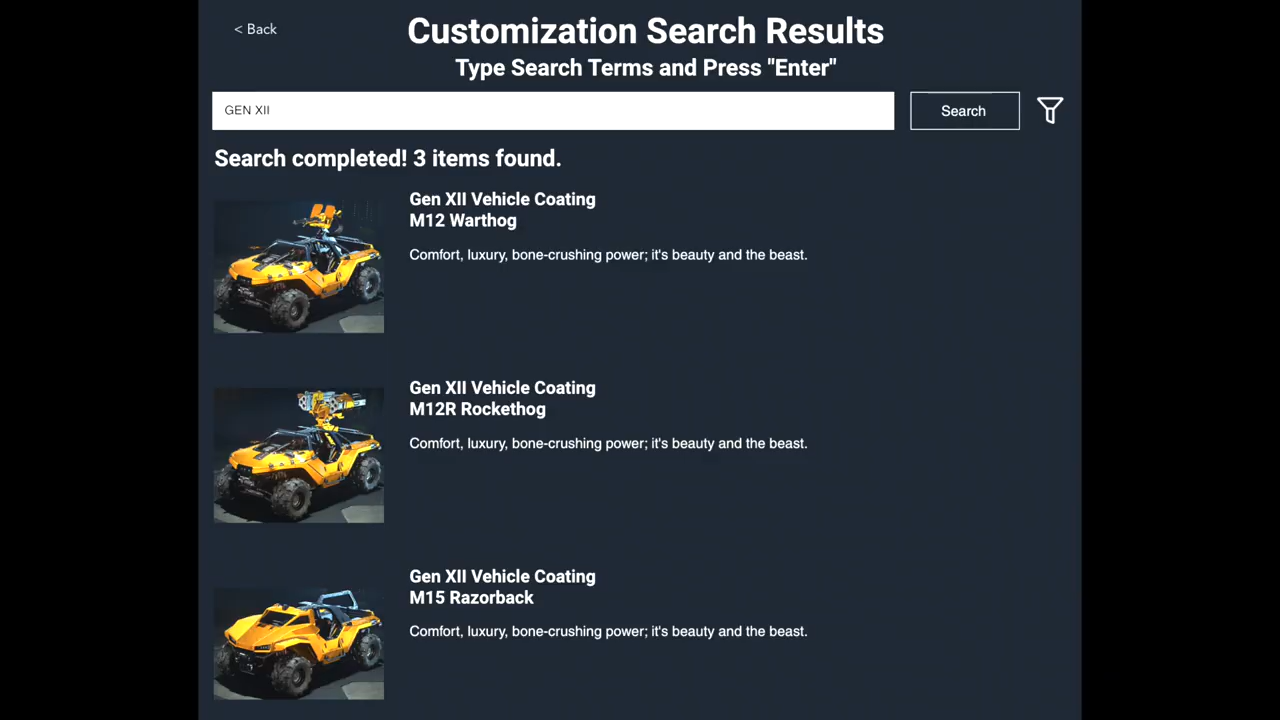 < Back
Customization Search Results
Type Search Terms and Press "Enter"
GEN XII
Search
Search completed! 3 items found.
Gen XII Vehicle Coating
M12 Warthog
Comfort, luxury, bone-crushing power; it's beauty and the beast.
Gen XII Vehicle Coating
M12R Rockethog
Comfort, luxury, bone-crushing power; it's beauty and the beast.
Gen XII Vehicle Coating
M15 Razorback
Comfort, luxury, bone-crushing power; it's beauty and the beast.